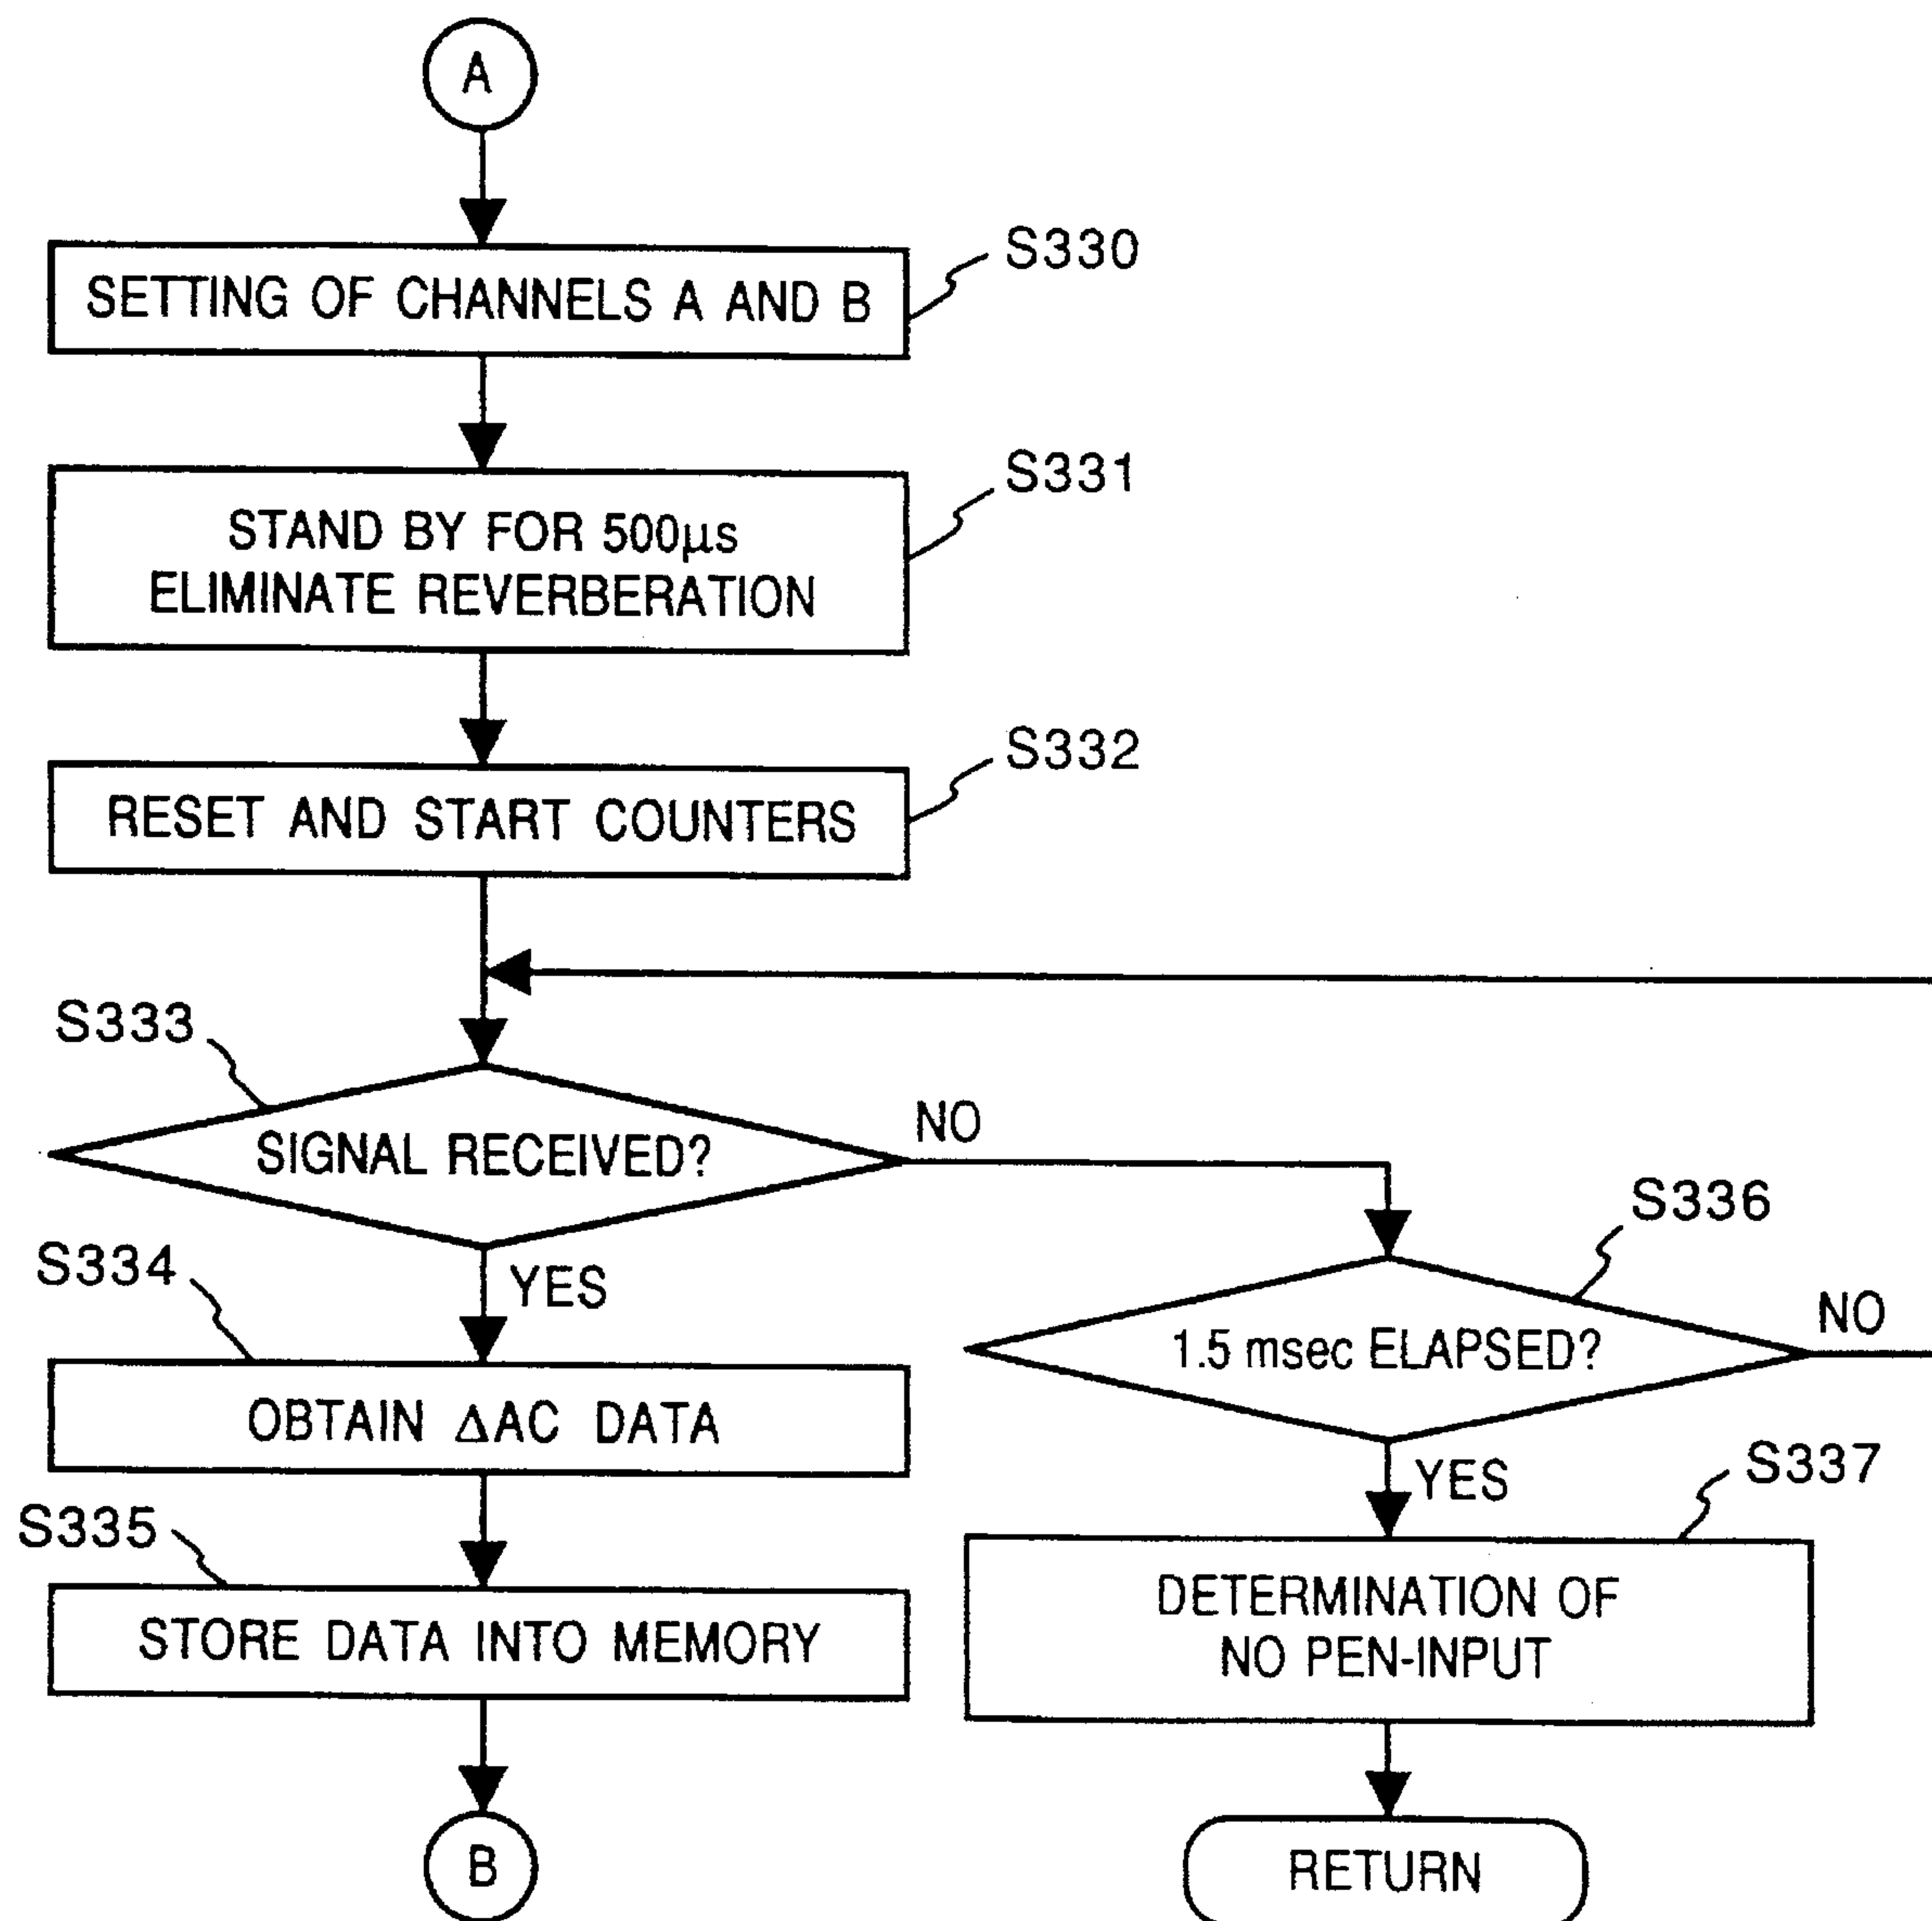 A
S330
SETTING OF CHANNELS A AND B
S331
STAND BY FOR 500μs
ELIMINATE REVERBERATION
S332
RESET AND START COUNTERS
S333
SIGNAL RECEIVED?
NO
S334
YES
OBTAIN ΔAC DATA
S335
STORE DATA INTO MEMORY
B
S336
1.5 msec ELAPSED?
NO
YES
S337
DETERMINATION OF
NO PEN-INPUT
RETURN